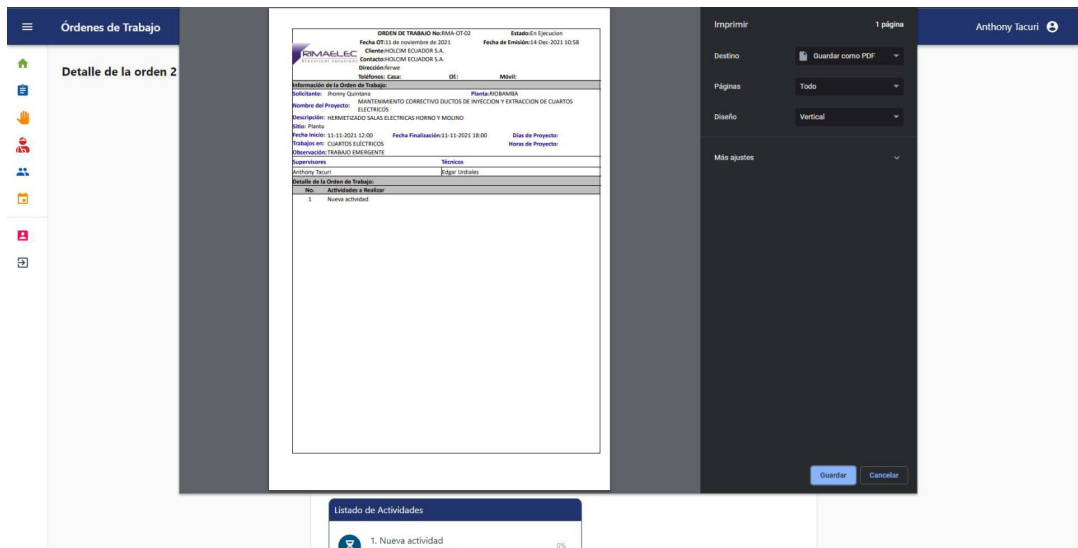 Órdenes de Trabajo
Anthony Tacuri
Detalle de la orden 2
ORDEN DE TRABAJO No:RMA-OT-02 Estado:En Ejecucion
Fecha OT:11 de noviembre de 2021 Fecha de Emisión:14-Dec-2021 10:58
RIMAELEC
Cliente:HOLCIM ECUADOR S.A.
Contacto:HOLCIM ECUADOR S.A.
Dirección:ferwe
Teléfonos: Casa: Of.: Móvil:
Información de la Orden de Trabajo:
Solicitante: Jhonny Quintana Planta:RIOBAMBA
Nombre del Proyecto: MANTENIMIENTO CORRECTIVO DUCTOS DE INYECCION Y EXTRACCION DE CUARTOS
ELECTRICOS
Descripción: HERMETIZADO SALAS ELECTRICAS HORNO Y MOLINO
Sitio: Planta
Fecha Inicio: 11-11-2021 12:00 Fecha Finalización:11-11-2021 18:00 Días de Proyecto:
Trabajos en: CUARTOS ELÉCTRICOS Horas de Proyecto:
Observación: TRABAJO EMERGENTE
Supervisores Técnicos
Anthony Tacuri Edgar Urdiales
Detalle de la Orden de Trabajo:
No. Actividades a Realizar
1 Nueva actividad
Imprimir 1 página
Destino Guardar como PDF
Páginas Todo
Diseño Vertical
Más ajustes
Guardar Cancelar
Listado de Actividades
1. Nueva actividad 0%